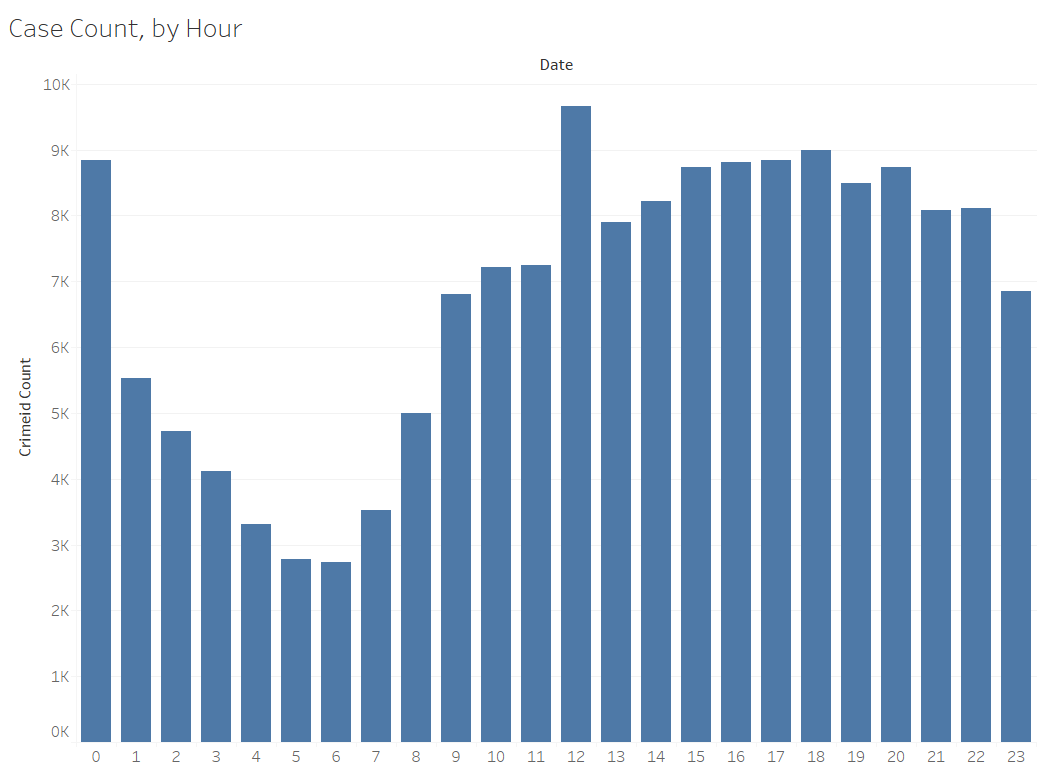 Case Count, by Hour
Date
10K
9K
8K
7K
6K
5K
4K
3K
2K
1K
0K
Crimeid Count
0 1 2 3 4 5 6 7 8 9 10 11 12 13 14 15 16 17 18 19 20 21 22 23